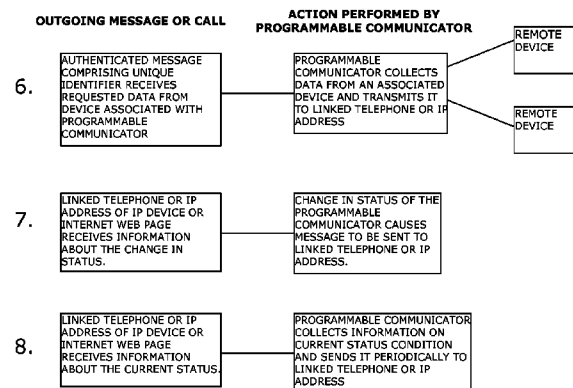 OUTGOING MESSAGE OR CALL
ACTION PERFORMED BY
PROGRAMMABLE COMMUNICATOR
6.
AUTHENTICATED MESSAGE
COMPRISING UNIQUE
IDENTIFIER RECEIVES
REQUESTED DATA FROM
DEVICE ASSOCIATED WITH
PROGRAMMABLE
COMMUNICATOR
PROGRAMMABLE
COMMUNICATOR COLLECTS
DATA FROM AN ASSOCIATED
DEVICE AND TRANSMITS IT
TO LINKED TELEPHONE OR IP
ADDRESS
REMOTE
DEVICE
REMOTE
DEVICE
7.
LINKED TELEPHONE OR IP
ADDRESS OF IP DEVICE OR
INTERNET WEB PAGE
RECEIVES INFORMATION
ABOUT THE CHANGE IN
STATUS.
CHANGE IN STATUS OF THE
PROGRAMMABLE
COMMUNICATOR CAUSES
MESSAGE TO BE SENT TO
LINKED TELEPHONE OR IP
ADDRESS.
8.
LINKED TELEPHONE OR IP
ADDRESS OF IP DEVICE OR
INTERNET WEB PAGE
RECEIVES INFORMATION
ABOUT THE CURRENT STATUS.
PROGRAMMABLE COMMUNICATOR
COLLECTS INFORMATION ON
CURRENT STATUS CONDITION
AND SENDS IT PERIODICALLY TO
LINKED TELEPHONE OR IP
ADDRESS